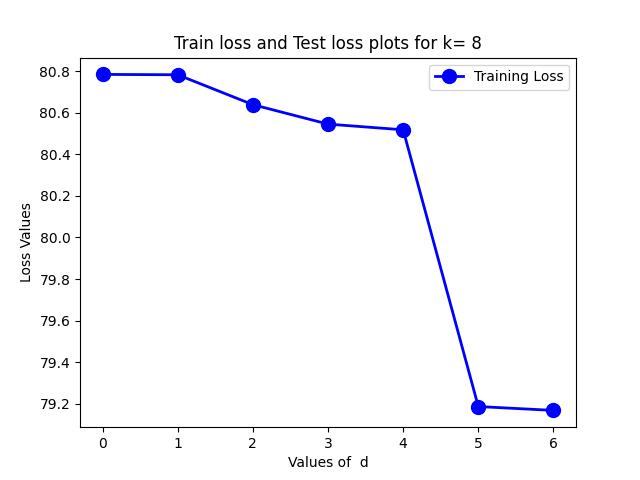 Train loss and Test loss plots for k= 8
Training Loss
Loss Values
80.8
80.6
80.4
80.2
80.0
79.8
79.6
79.4
79.2
0 1 2 3 4 5 6
Values of  d